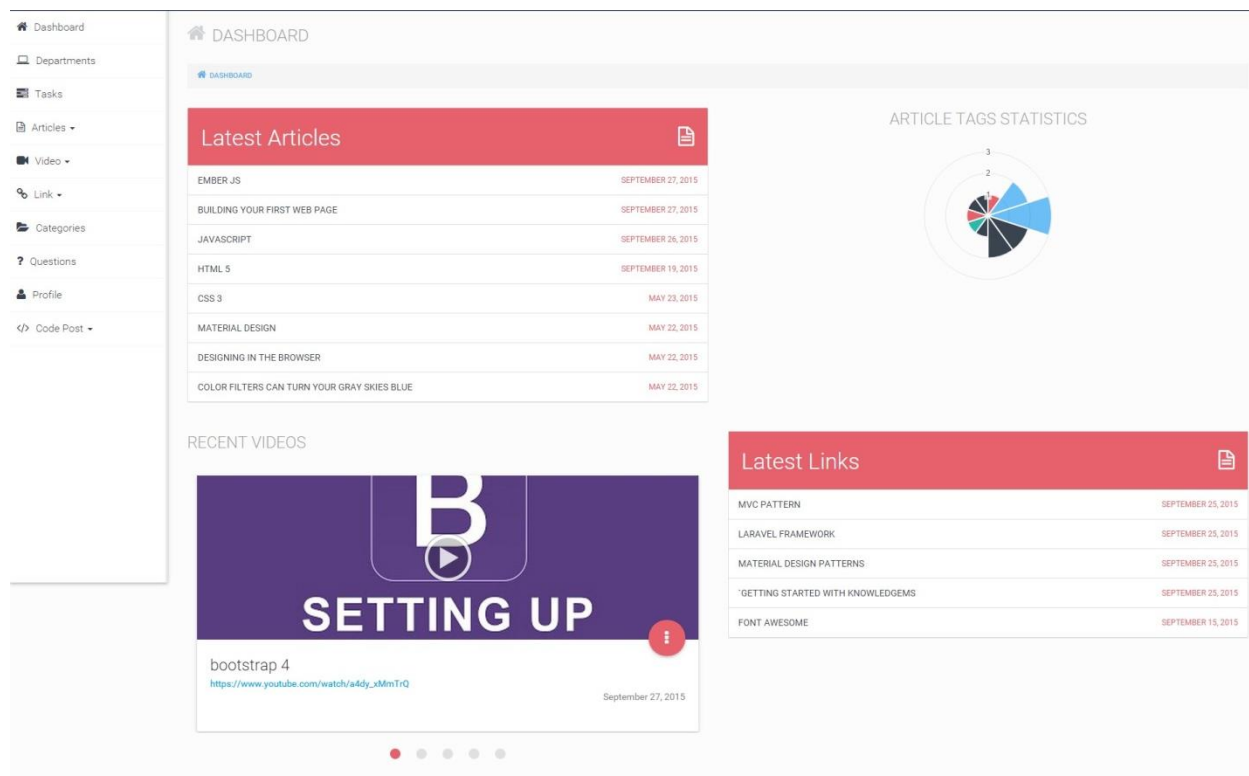 Dashboard
Departments
Tasks
Articles
Video
Link
Categories
? Questions
Profile
</> Code Post
DASHBOARD
DASHBOARD
Latest Articles
EMBER JS SEPTEMBER 27, 2015
BUILDING YOUR FIRST WEB PAGE SEPTEMBER 27, 2015
JAVASCRIPT SEPTEMBER 26, 2015
HTML 5 SEPTEMBER 19, 2015
CSS 3 MAY 23, 2015
MATERIAL DESIGN MAY 22, 2015
DESIGNING IN THE BROWSER MAY 22, 2015
COLOR FILTERS CAN TURN YOUR GRAY SKIES BLUE MAY 22, 2015
ARTICLE TAGS STATISTICS
3
2
1
RECENT VIDEOS
B
SETTING UP
bootstrap 4
https://www.youtube.com/watch/a4dy_xMmTrQ
September 27, 2015
Latest Links
MVC PATTERN SEPTEMBER 25, 2015
LARAVEL FRAMEWORK SEPTEMBER 25, 2015
MATERIAL DESIGN PATTERNS SEPTEMBER 25, 2015
`GETTING STARTED WITH KNOWLEDGEMS SEPTEMBER 25, 2015
FONT AWESOME SEPTEMBER 15, 2015